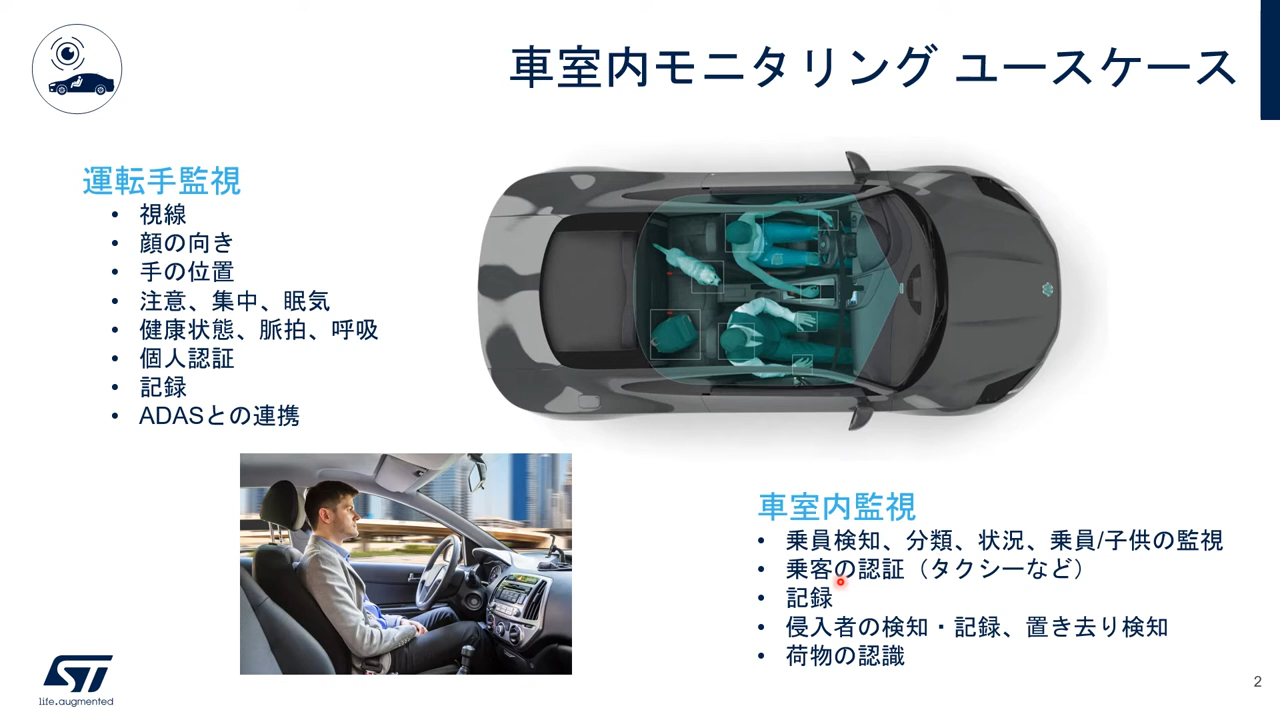 車室内モニタリング ユースケース
運転手監視
• 視線
• 顔の向き
• 手の位置
• 注意、集中、眠気
• 健康状態、脈拍、呼吸
• 個人認証
• 記録
• ADASとの連携
車室内監視
• 乗員検知、分類、状況、乗員/子供の監視
• 乗客の認証（タクシーなど）
• 記録
• 侵入者の検知・記録、置き去り検知
• 荷物の認識
ST
life.augmented
2